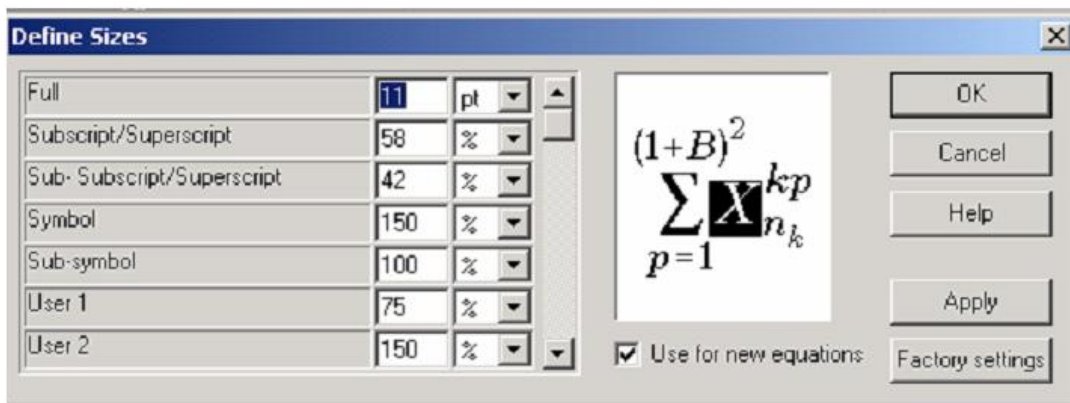 Define Sizes
Full 11 pt
Subscript/Superscript 58 %
Sub- Subscript/Superscript 42 %
Symbol 150 %
Sub-symbol 100 %
User 1 75 %
User 2 150 %
(1+B)²
∑ X kp
n k
p=1
Use for new equations
OK
Cancel
Help
Apply
Factory settings